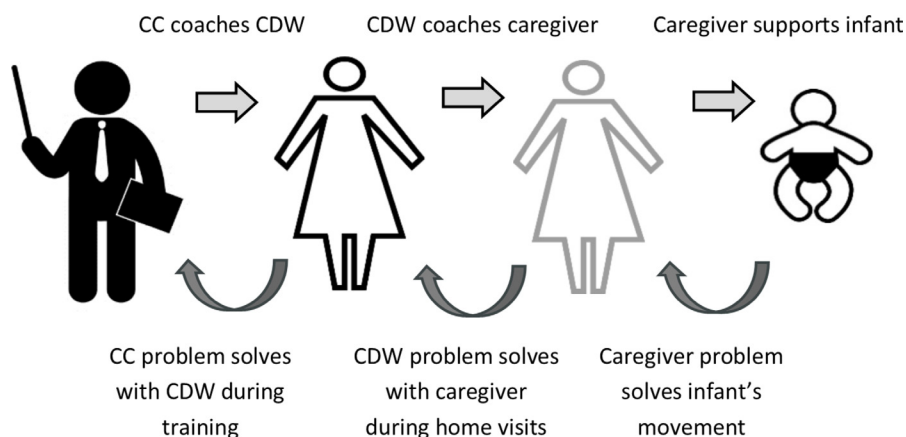 CC coaches CDW
CDW coaches caregiver
Caregiver supports infant
CC problem solves
with CDW during
training
CDW problem solves
with caregiver
during home visits
Caregiver problem
solves infant’s
movement